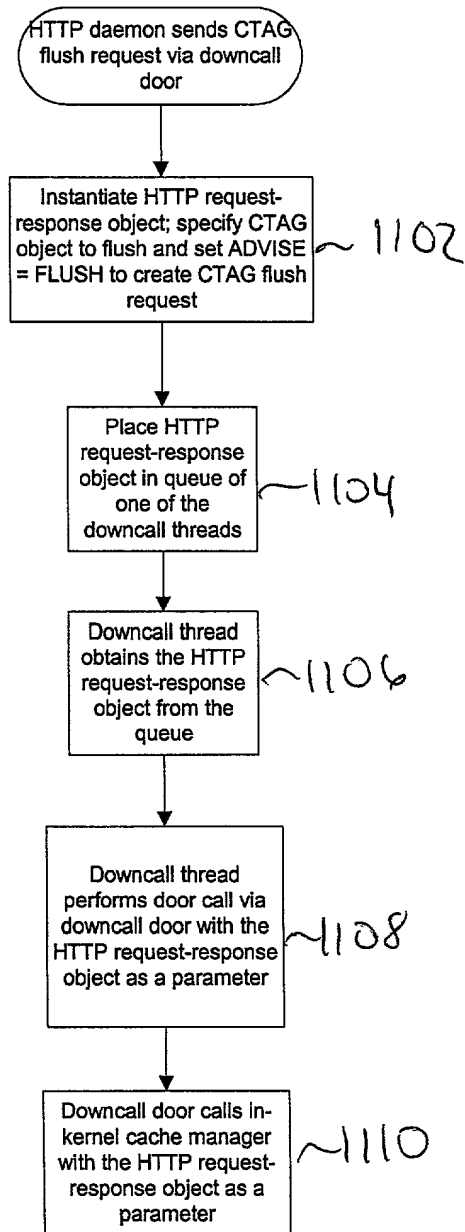 HTTP daemon sends CTAG
flush request via downcall
door
Instantiate HTTP request-
response object; specify CTAG
object to flush and set ADVISE
= FLUSH to create CTAG flush
request
1102
Place HTTP
request-response
object in queue of
one of the
downcall threads
1104
Downcall thread
obtains the HTTP
request-response
object from the
queue
1106
Downcall thread
performs door call via
downcall door with the
HTTP request-response
object as a parameter
1108
Downcall door calls in-
kernel cache manager
with the HTTP request-
response object as a
parameter
1110